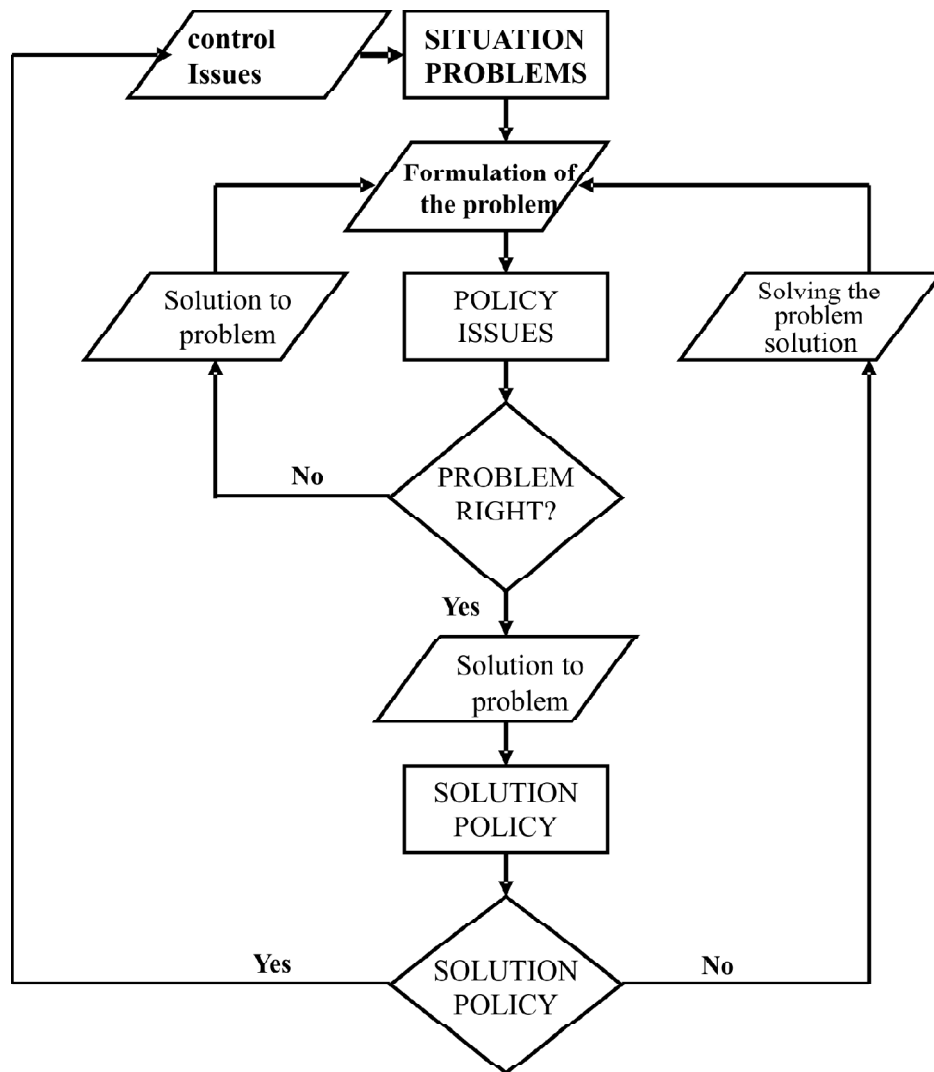 control
Issues
SITUATION
PROBLEMS
Formulation of
the problem
Solution to
problem
POLICY
ISSUES
Solving the
problem
solution
No
PROBLEM
RIGHT?
Yes
Solution to
problem
SOLUTION
POLICY
Yes
SOLUTION
POLICY
No